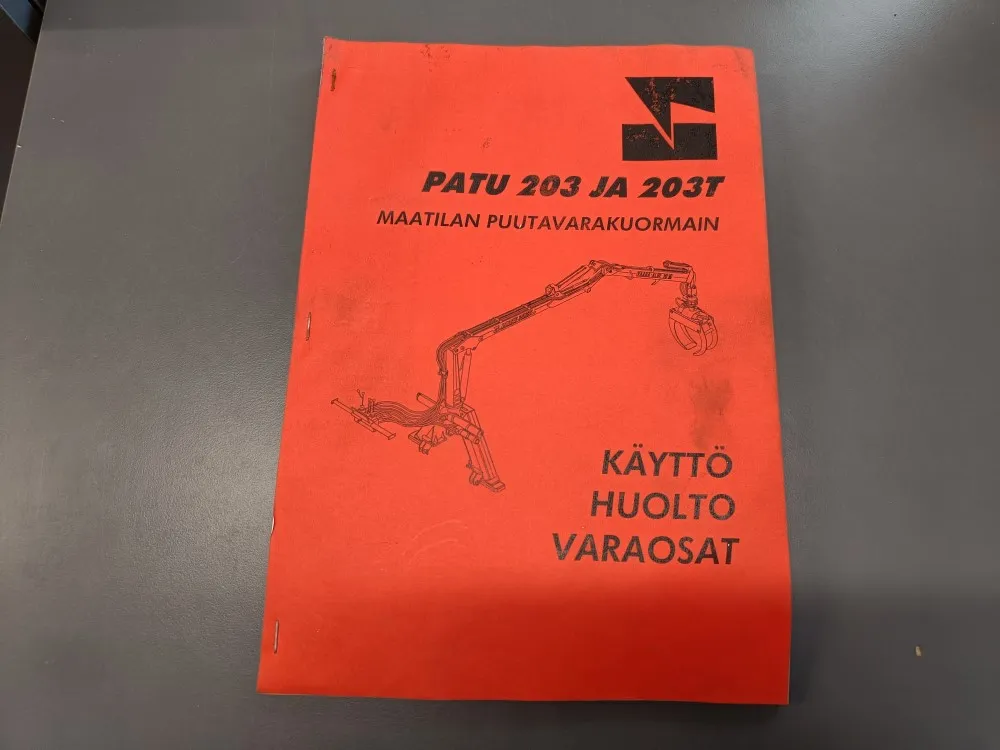 PATU 203 JA 203T
MAATILAN PUUTAVARAKUORMAIN
KÄYTTÖ
HUOLTO
VARAOSAT